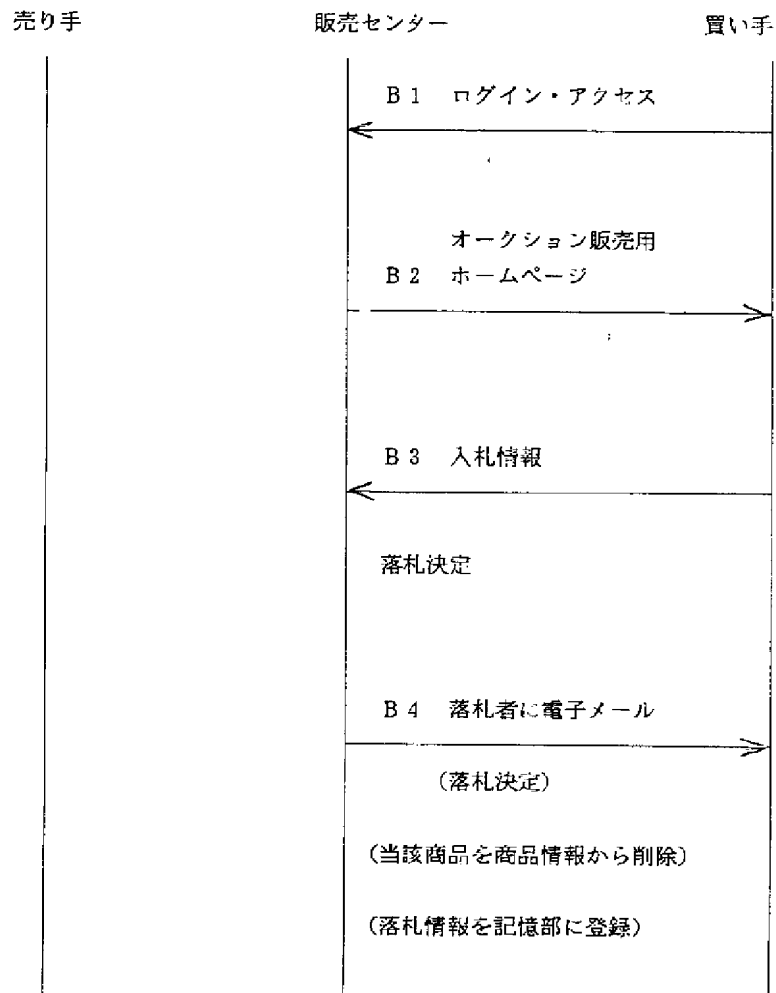 売り手 販売センター 買い手
B1 ログイン・アクセス
オークション販売用
B2 ホームページ
B3 入札情報
落札決定
B4 落札者に電子メール
(落札決定)
(当該商品を商品情報から削除)
(落札情報を記憶部に登録)